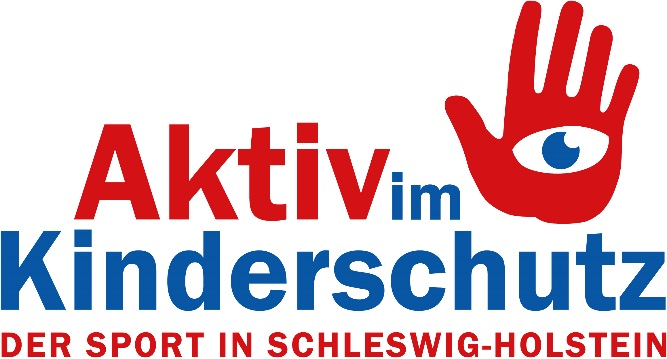 Aktiv im
Kinderschutz
DER SPORT IN SCHLESWIG-HOLSTEIN